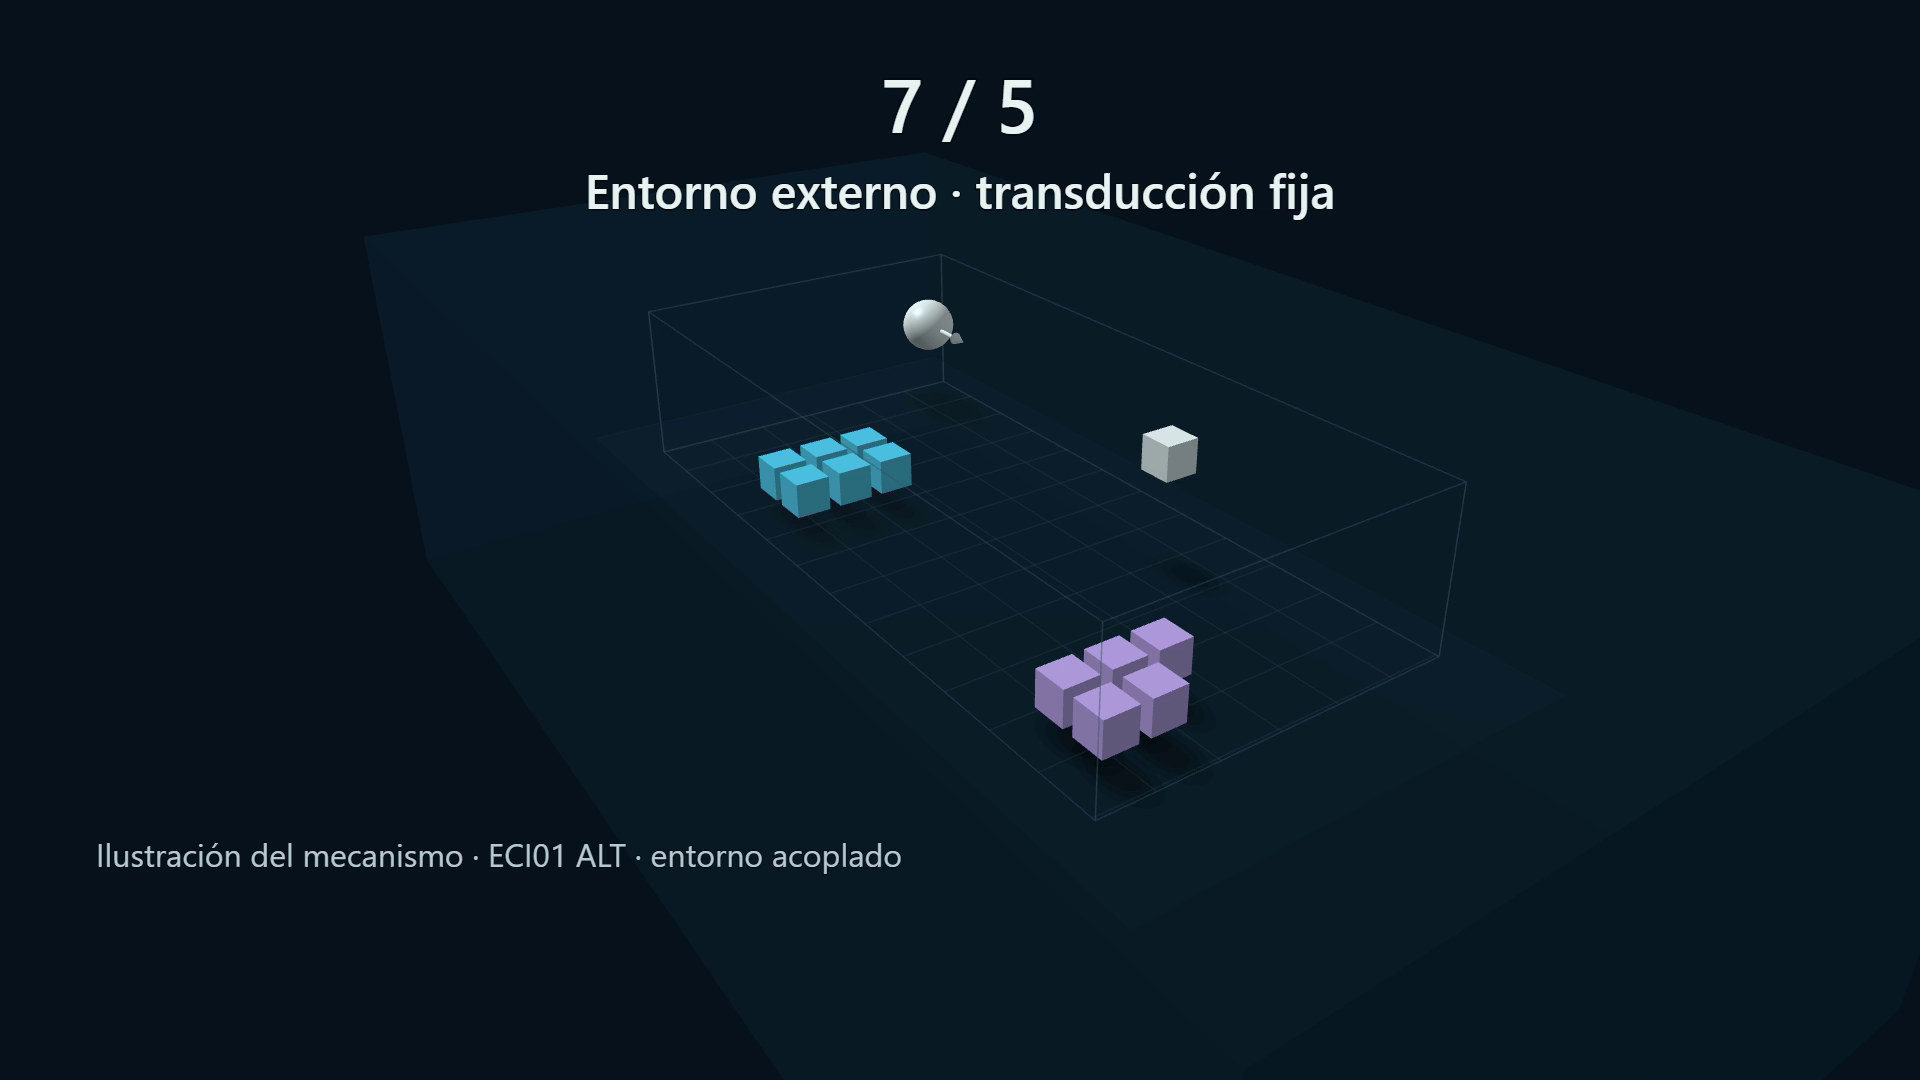 7 / 5
Entorno externo · transducción fija
Ilustración del mecanismo · ECI01 ALT · entorno acoplado